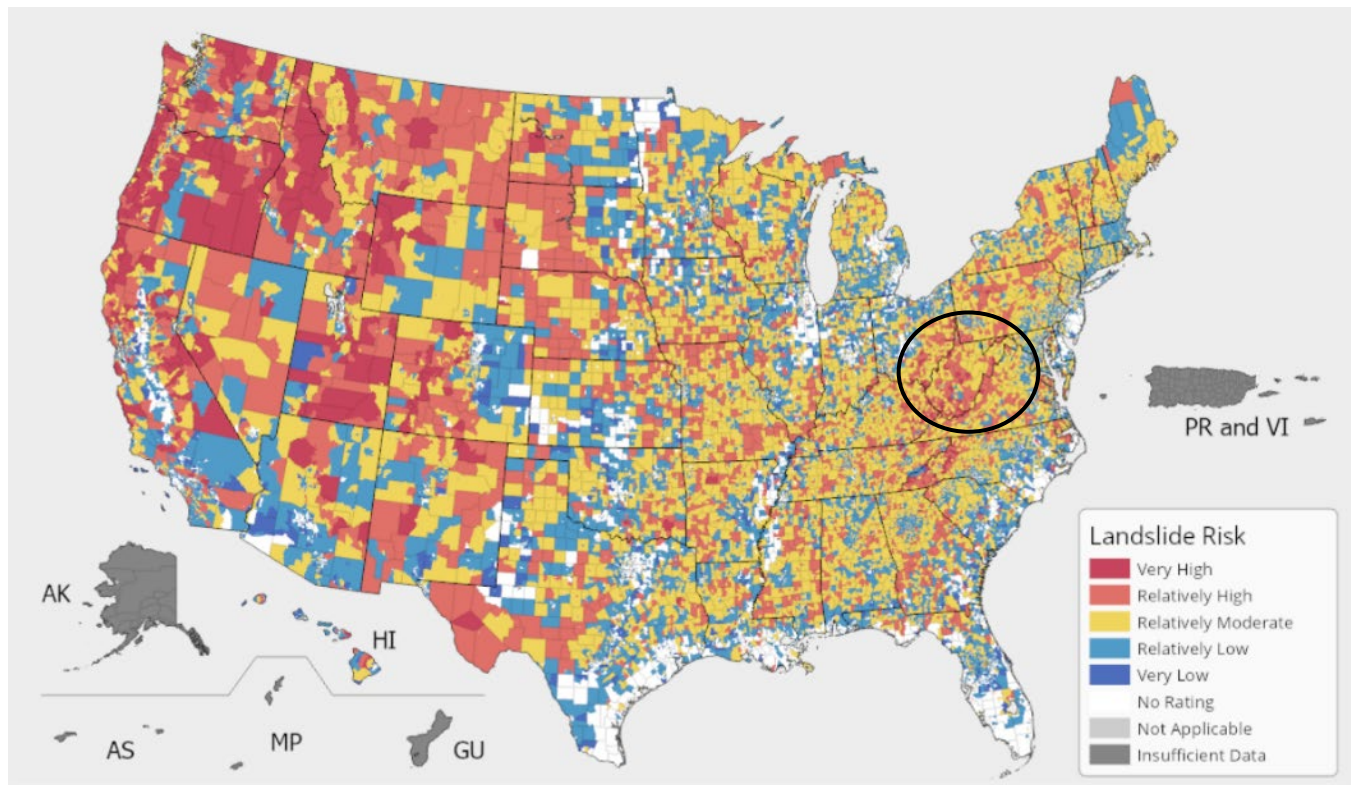 PR and VI
AK
HI
AS
MP
GU
Landslide Risk
Very High
Relatively High
Relatively Moderate
Relatively Low
Very Low
No Rating
Not Applicable
Insufficient Data